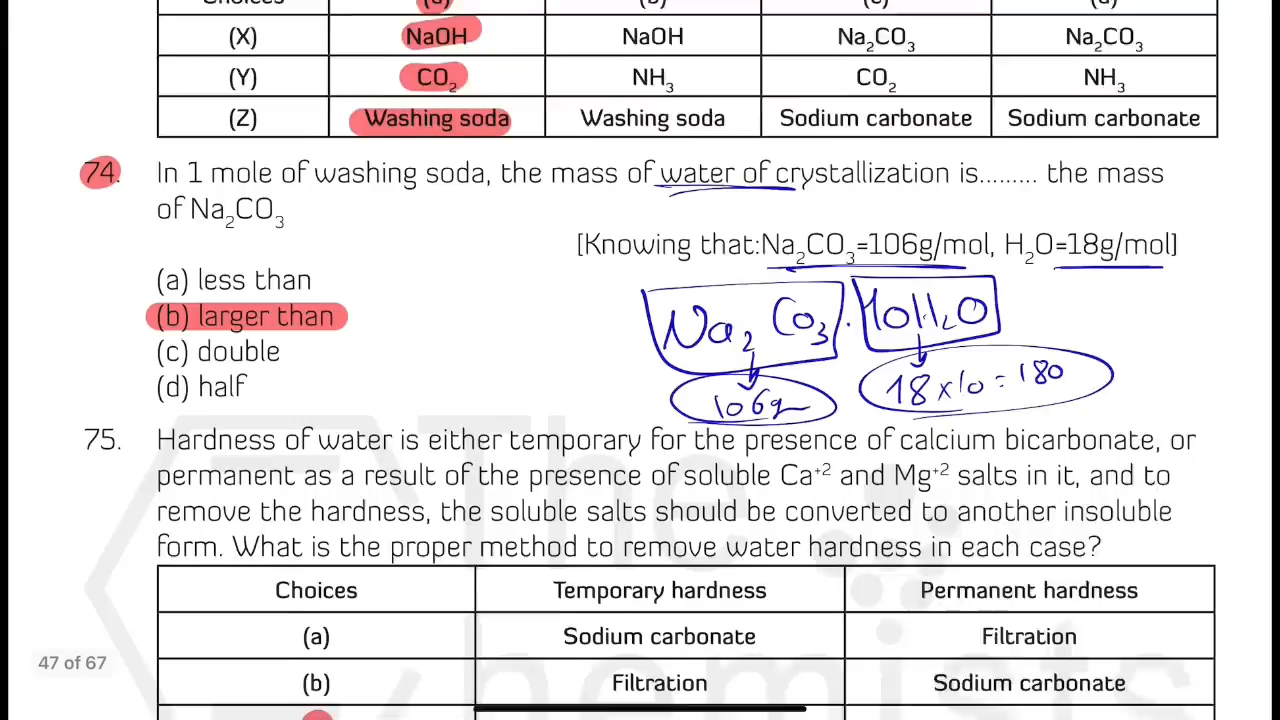 Choices (a) (b) (c) (d)
(X) NaOH NaOH Na₂CO₃ Na₂CO₃
(Y) CO₂ NH₃ CO₂ NH₃
(Z) Washing soda Washing soda Sodium carbonate Sodium carbonate
74. In 1 mole of washing soda, the mass of water of crystallization is......... the mass
of Na₂CO₃
[Knowing that:Na₂CO₃=106g/mol, H₂O=18g/mol]
(a) less than
(b) larger than
(c) double
(d) half
Na₂ CO₃ . 10H₂O
106g
18 x 10 = 180
75. Hardness of water is either temporary for the presence of calcium bicarbonate, or
permanent as a result of the presence of soluble Ca⁺² and Mg⁺² salts in it, and to
remove the hardness, the soluble salts should be converted to another insoluble
form. What is the proper method to remove water hardness in each case?
Choices Temporary hardness Permanent hardness
(a) Sodium carbonate Filtration
(b) Filtration Sodium carbonate
47 of 67
The
Chemists